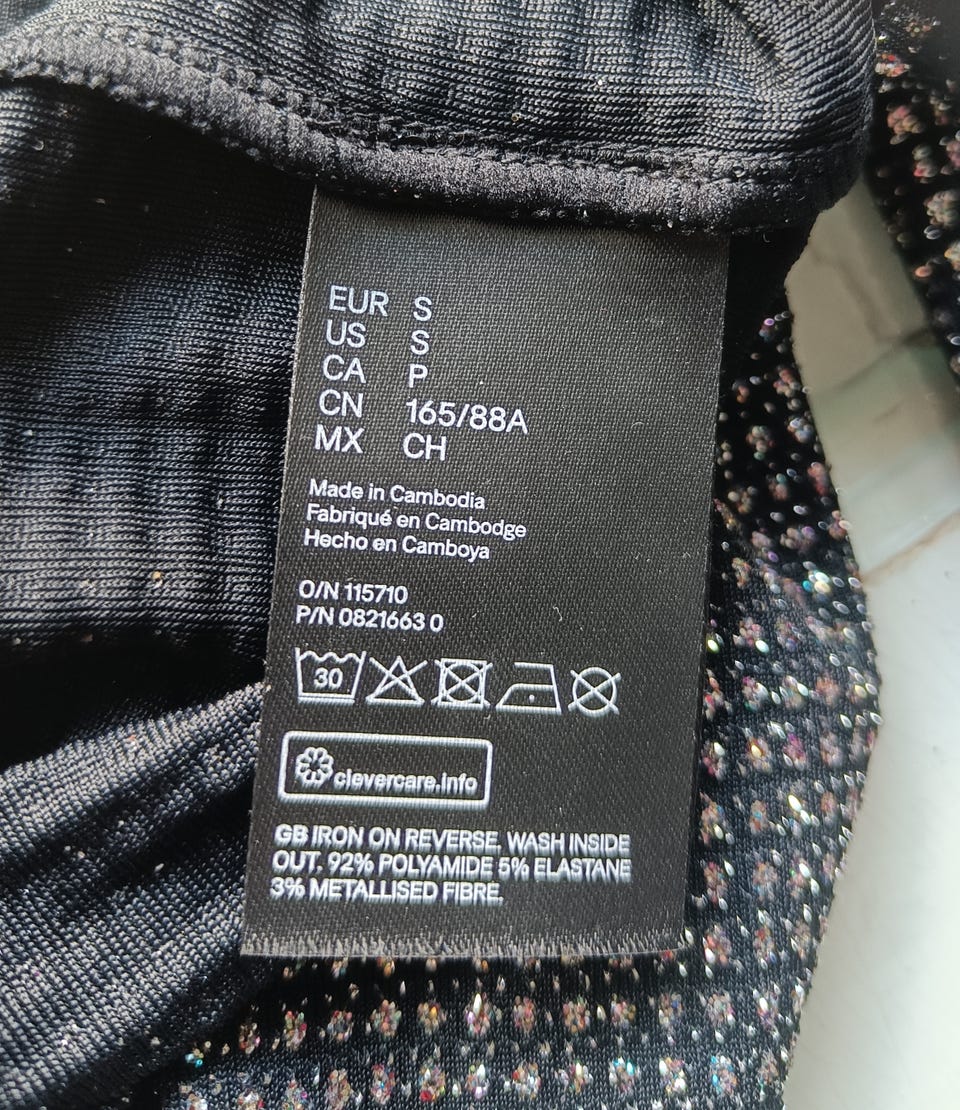 EUR S
US S
CA P
CN 165/88A
MX CH
Made in Cambodia
Fabriqué en Cambodge
Hecho en Camboya
O/N 115710
P/N 0821663 0
30
clevercare.info
GB IRON ON REVERSE. WASH INSIDE
OUT. 92% POLYAMIDE 5% ELASTANE
3% METALLISED FIBRE.